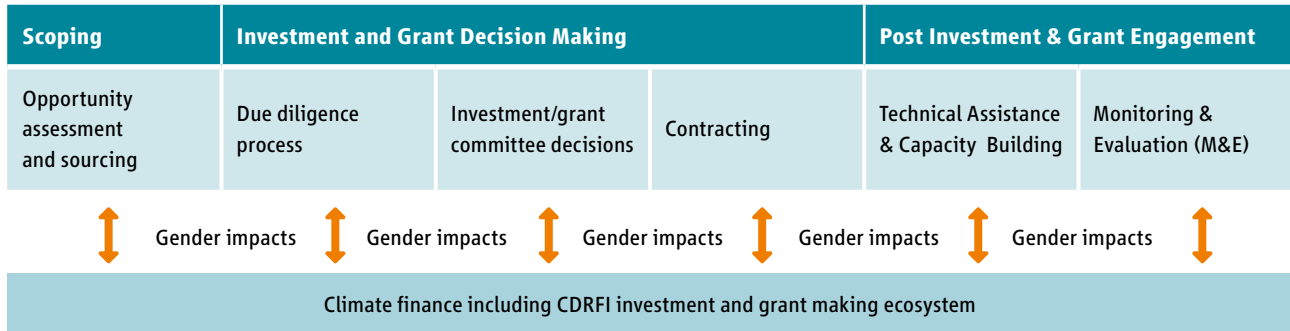 Scoping
Investment and Grant Decision Making
Post Investment & Grant Engagement
Opportunity
assessment
and sourcing
Due diligence
process
Investment/grant
committee decisions
Contracting
Technical Assistance
& Capacity Building
Monitoring &
Evaluation (M&E)
Gender impacts
Gender impacts
Gender impacts
Gender impacts
Gender impacts
Climate finance including CDRFI investment and grant making ecosystem